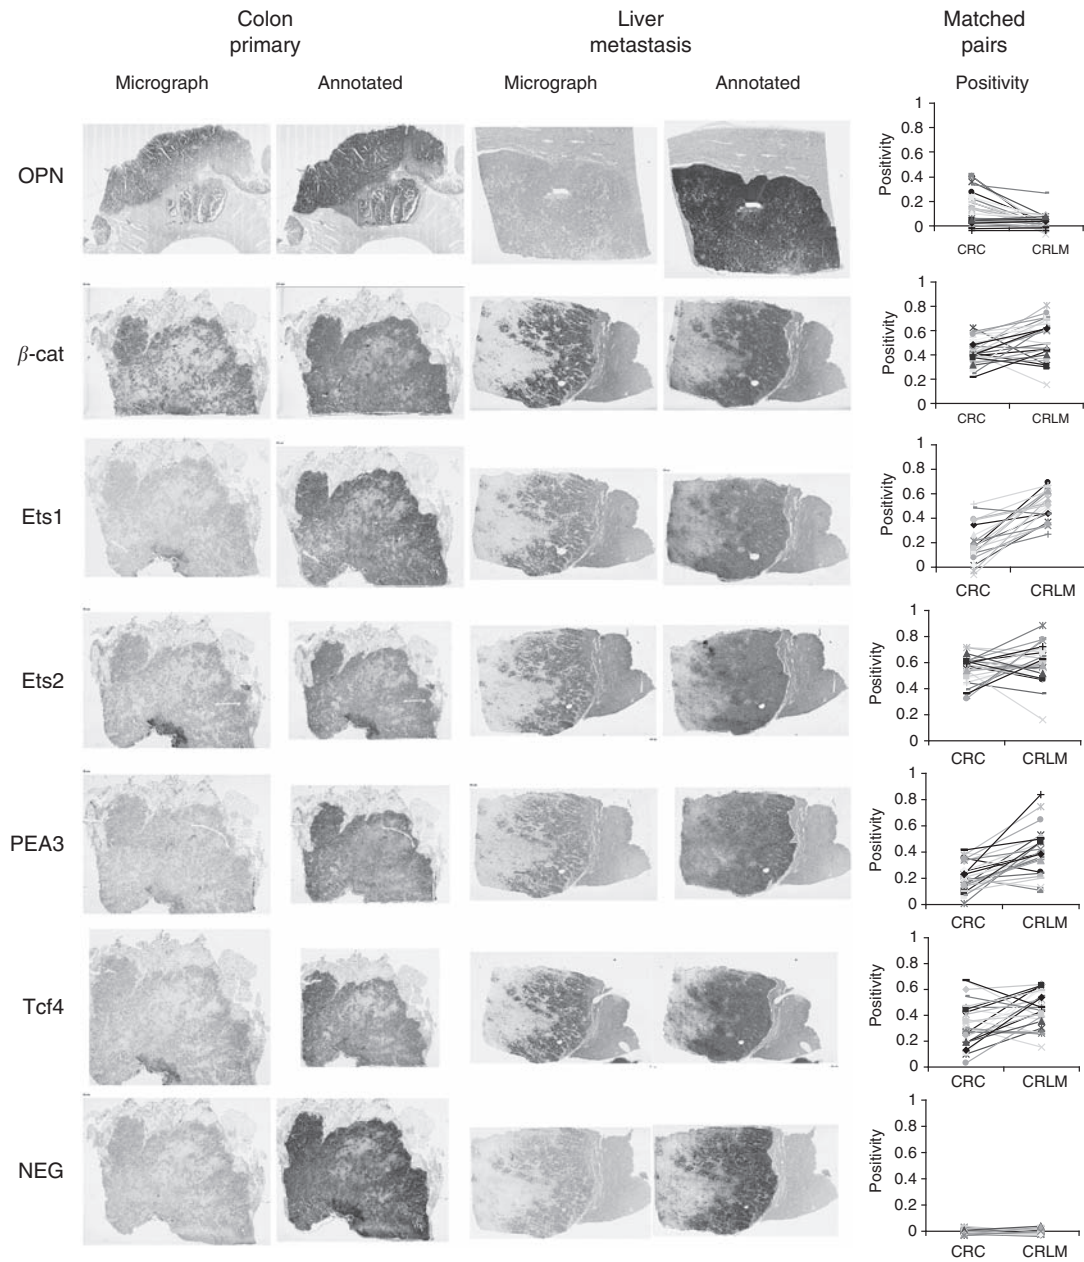 Colon
primary
Liver
metastasis
Matched
pairs
Micrograph
Annotated
Micrograph
Annotated
Positivity
OPN
Positivity
1
0.8
0.6
0.4
0.2
0
CRC
CRLM
β-cat
Positivity
1
0.8
0.6
0.4
0.2
0
CRC
CRLM
Ets1
Positivity
1
0.8
0.6
0.4
0.2
0
CRC
CRLM
Ets2
Positivity
1
0.8
0.6
0.4
0.2
0
CRC
CRLM
PEA3
Positivity
1
0.8
0.6
0.4
0.2
0
CRC
CRLM
Tcf4
Positivity
1
0.8
0.6
0.4
0.2
0
CRC
CRLM
NEG
Positivity
1
0.8
0.6
0.4
0.2
0
CRC
CRLM